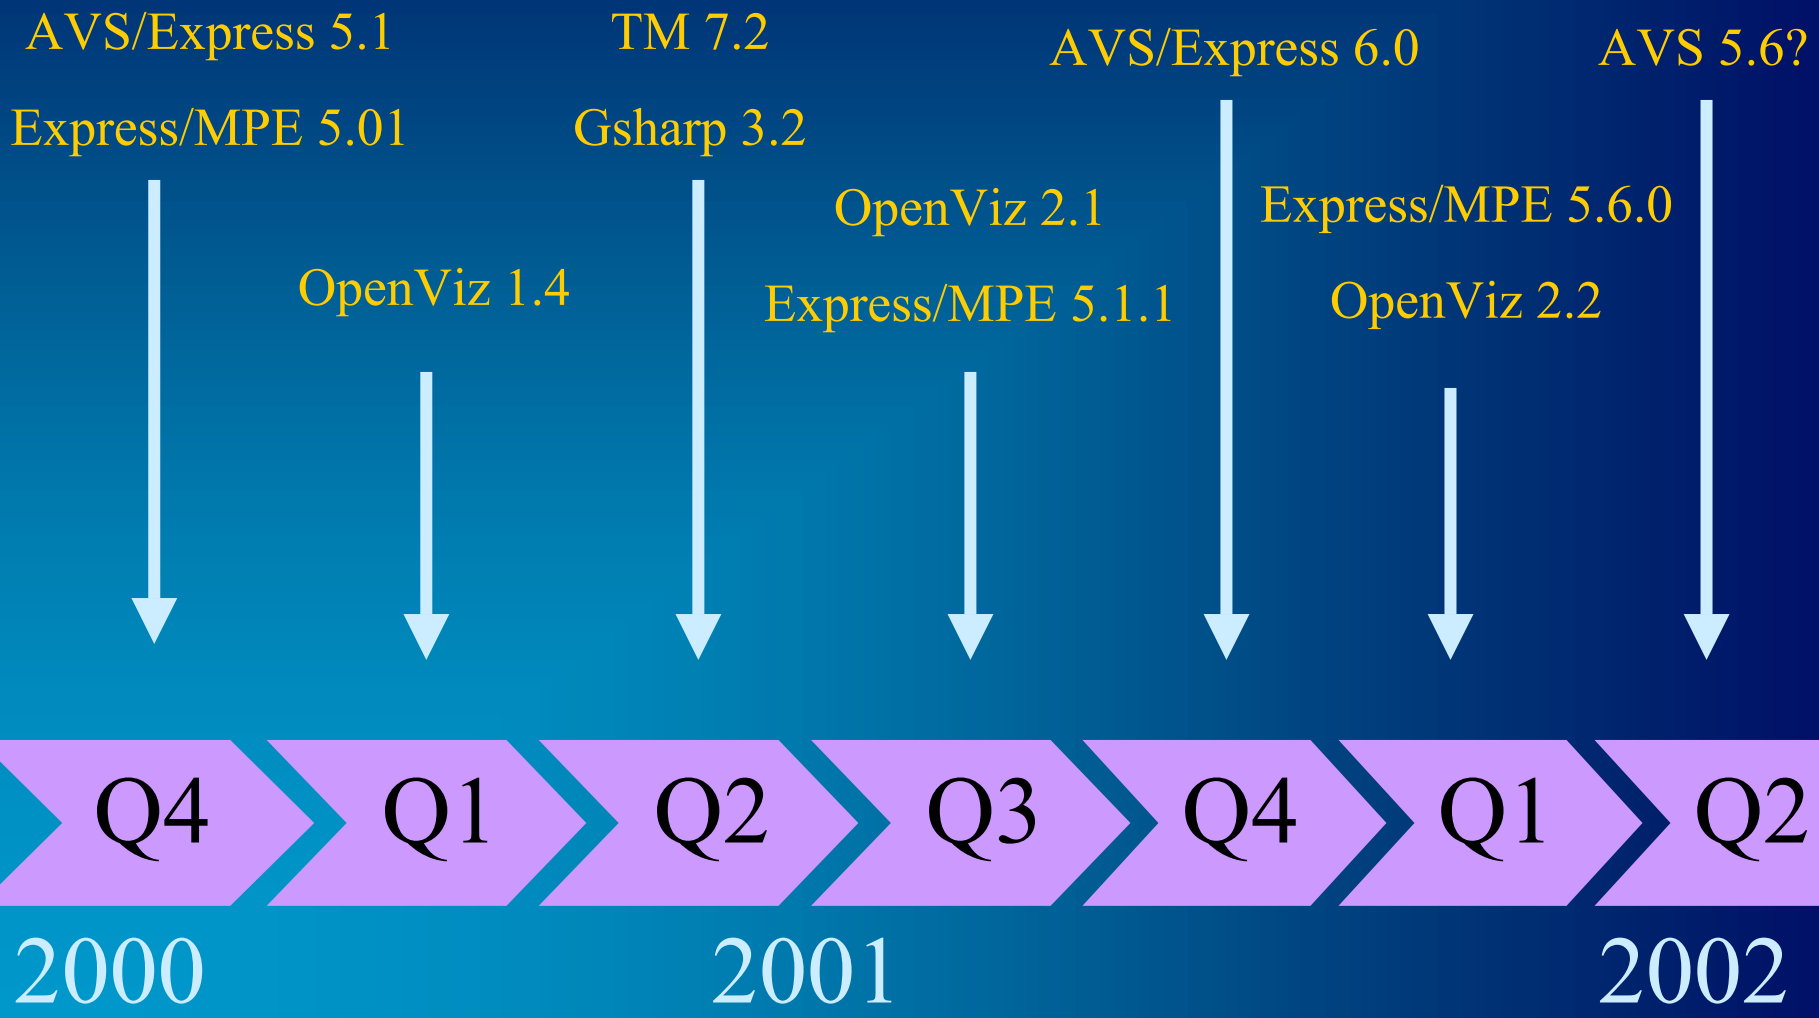 AVS/Express 5.1
Express/MPE 5.01
OpenViz 1.4
TM 7.2
Gsharp 3.2
OpenViz 2.1
Express/MPE 5.1.1
AVS/Express 6.0
Express/MPE 5.6.0
OpenViz 2.2
AVS 5.6?
Q4 Q1 Q2 Q3 Q4 Q1 Q2
2000 2001 2002